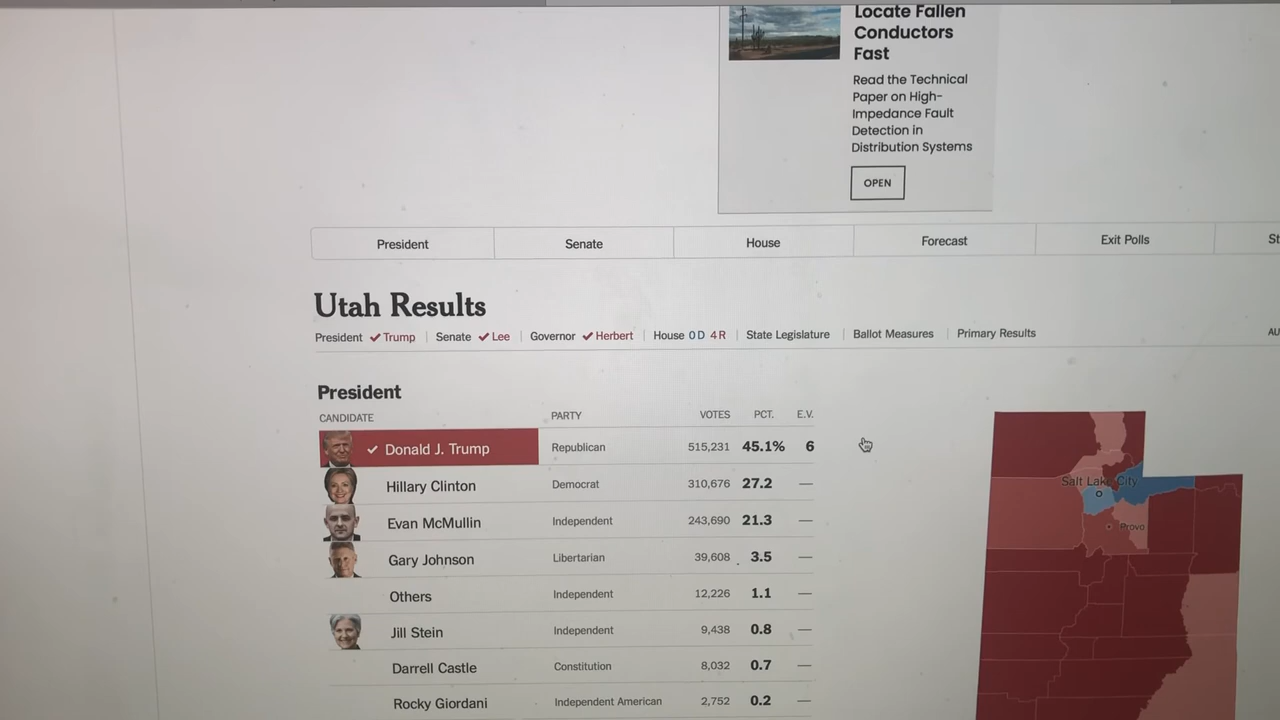 Locate Fallen
Conductors
Fast
Read the Technical
Paper on High-
Impedance Fault
Detection in
Distribution Systems
OPEN
President Senate House Forecast Exit Polls St
Utah Results
President ✓ Trump | Senate ✓ Lee | Governor ✓ Herbert | House 0 D 4 R | State Legislature | Ballot Measures | Primary Results AU
President
CANDIDATE PARTY VOTES PCT. E.V.
✓ Donald J. Trump Republican 515,231 45.1% 6
Hillary Clinton Democrat 310,676 27.2 —
Evan McMullin Independent 243,690 21.3 —
Gary Johnson Libertarian 39,608 3.5 —
Others Independent 12,226 1.1 —
Jill Stein Independent 9,438 0.8 —
Darrell Castle Constitution 8,032 0.7 —
Rocky Giordani Independent American 2,752 0.2 —
Salt Lake City
Provo